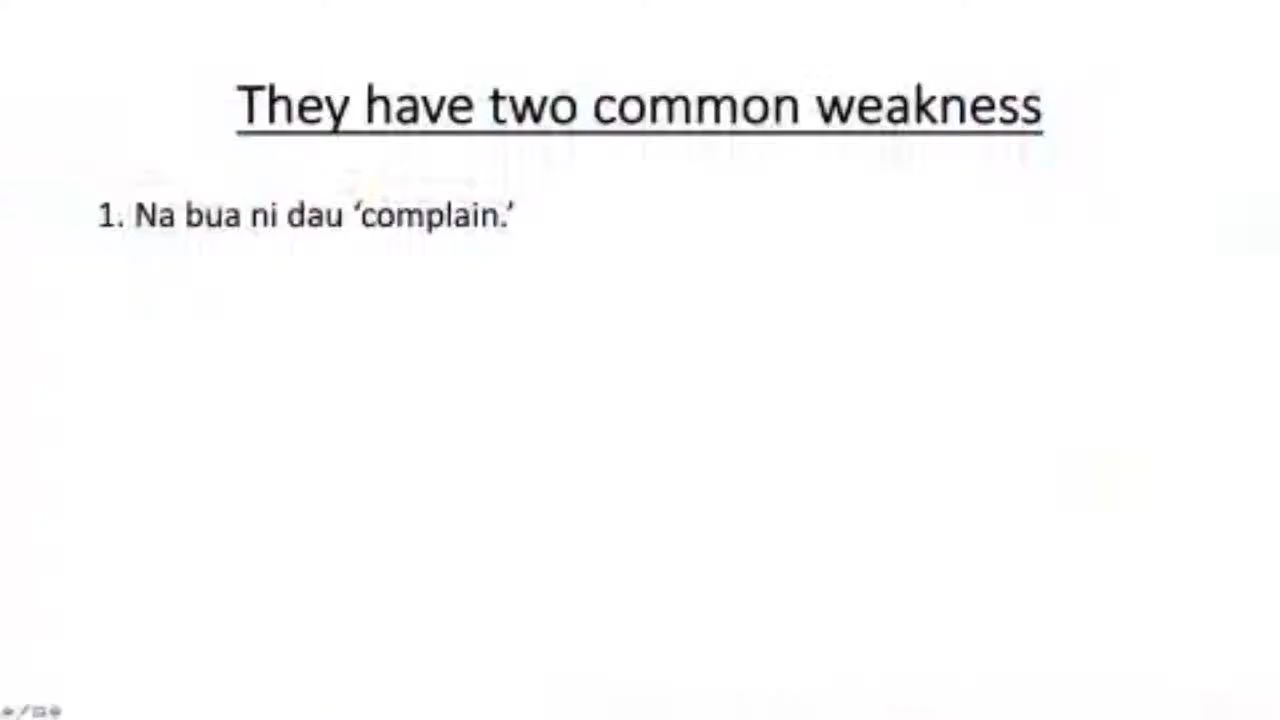 They have two common weakness
1. Na bua ni dau ‘complain.’